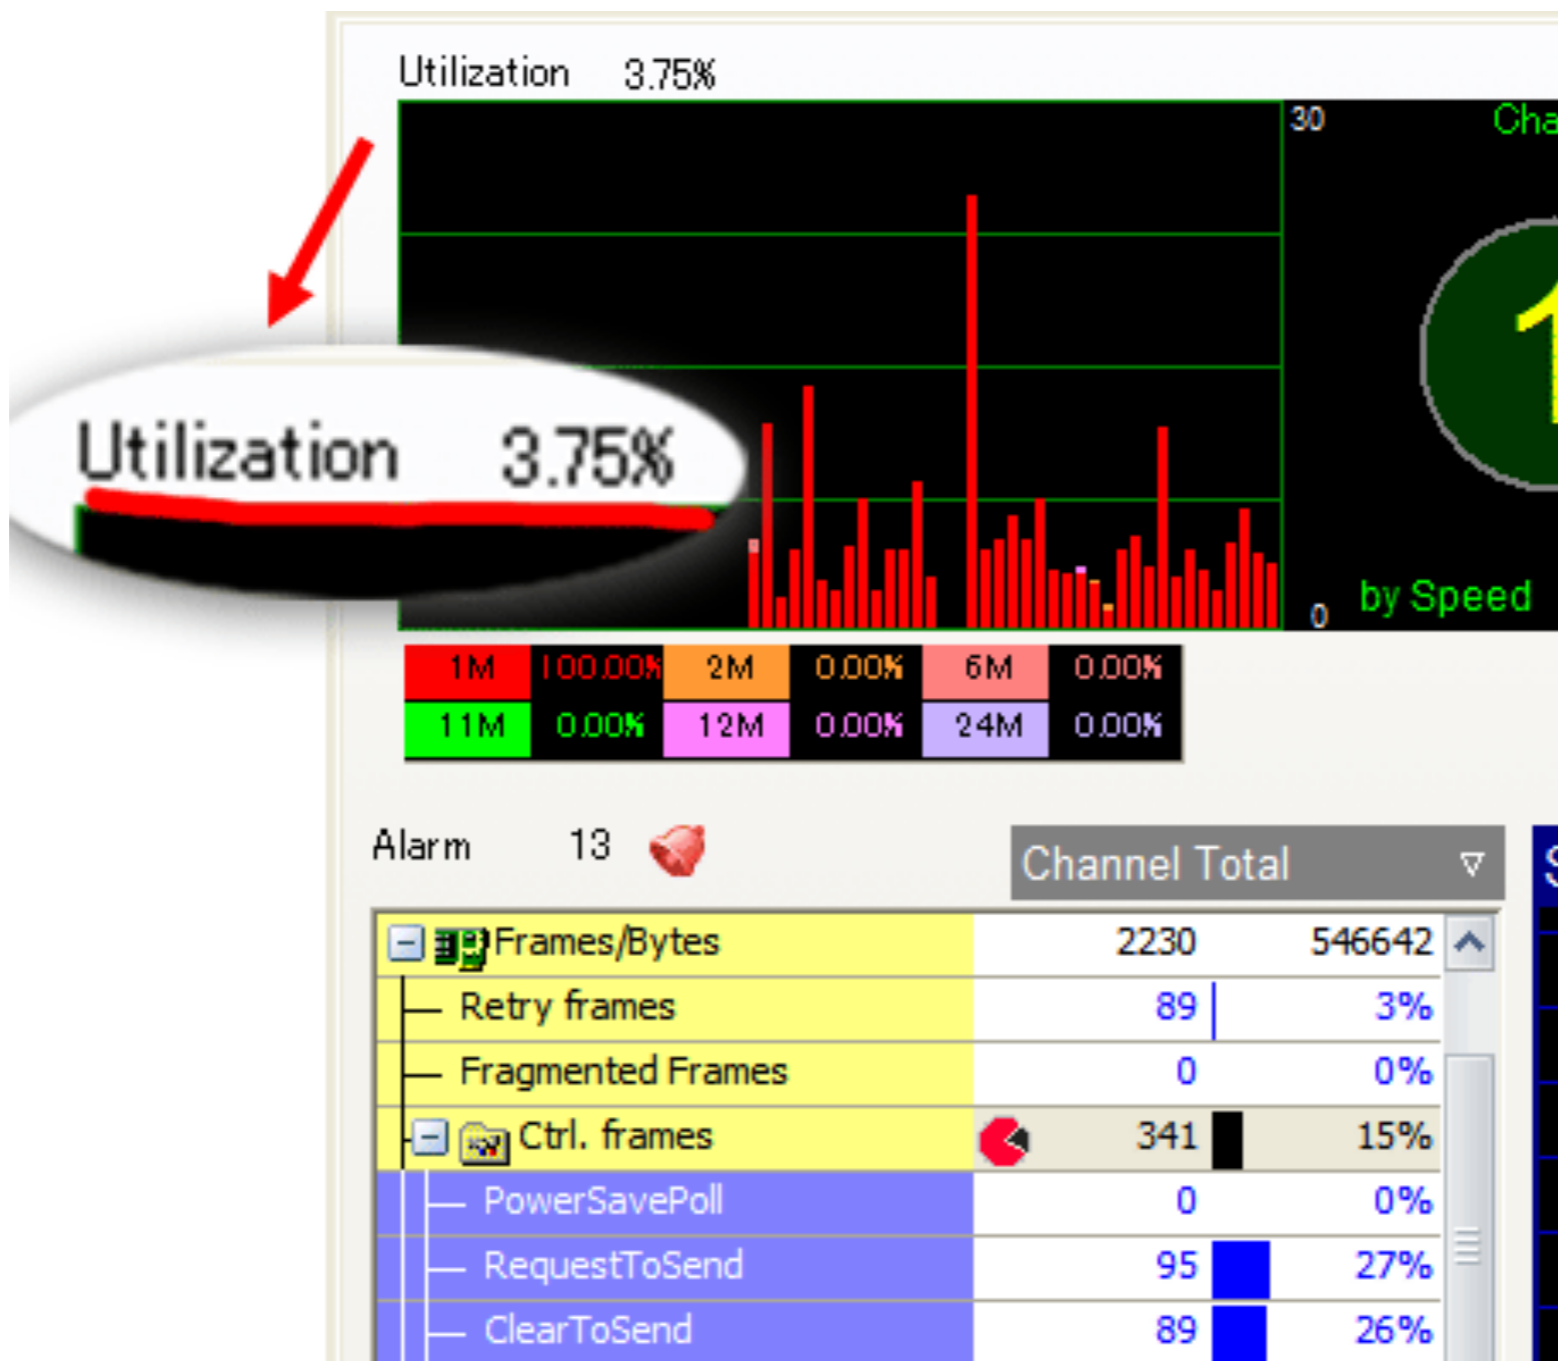 Utilization 3.75%
30
Cha
1
Utilization 3.75%
by Speed
0
1M 100.00% 2M 0.00% 6M 0.00%
11M 0.00% 12M 0.00% 24M 0.00%
Alarm 13
Channel Total
Frames/Bytes 2230 546642
Retry frames 89 3%
Fragmented Frames 0 0%
Ctrl. frames 341 15%
PowerSavePoll 0 0%
RequestToSend 95 27%
ClearToSend 89 26%